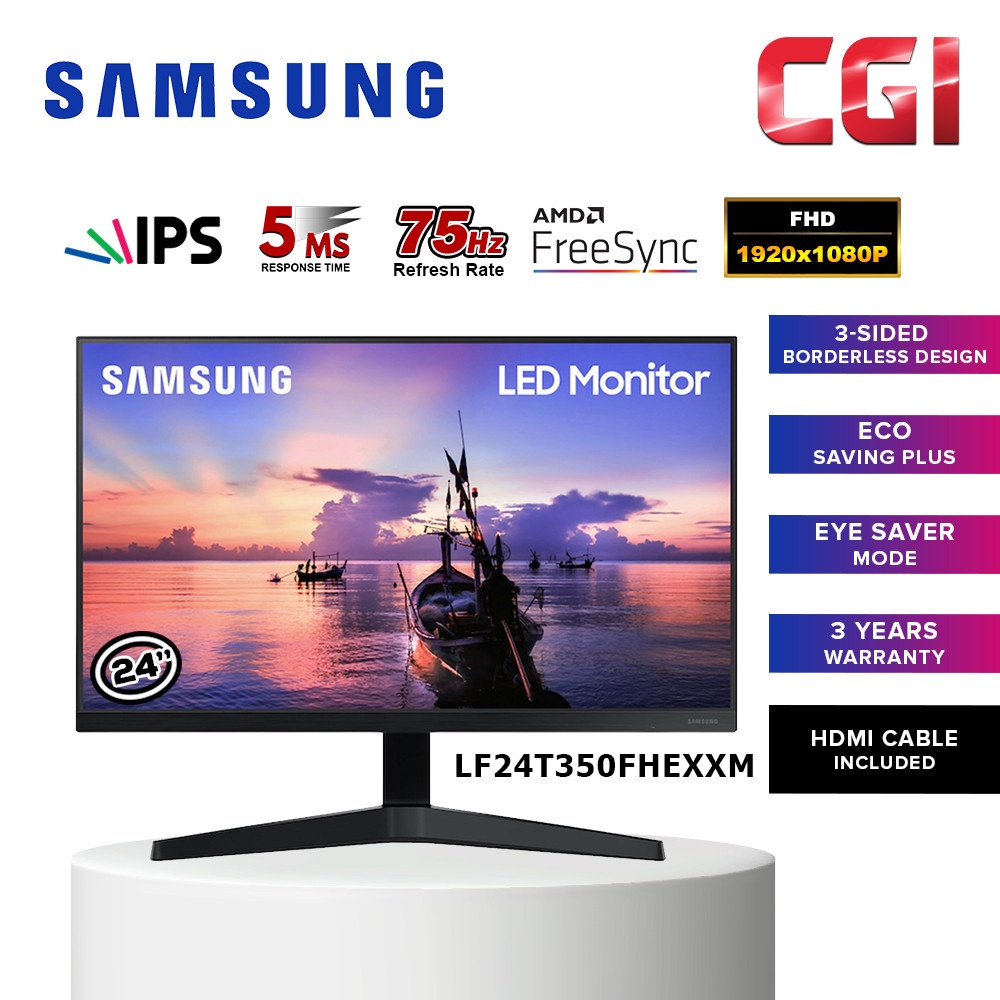 SAMSUNG
CGI
IPS
5 MS
RESPONSE TIME
75Hz
Refresh Rate
AMD
FreeSync
FHD
1920x1080P
3-SIDED
BORDERLESS DESIGN
SAMSUNG
LED Monitor
ECO
SAVING PLUS
EYE SAVER
MODE
24"
3 YEARS
WARRANTY
SAMSUNG
LF24T350FHEXXM
HDMI CABLE
INCLUDED